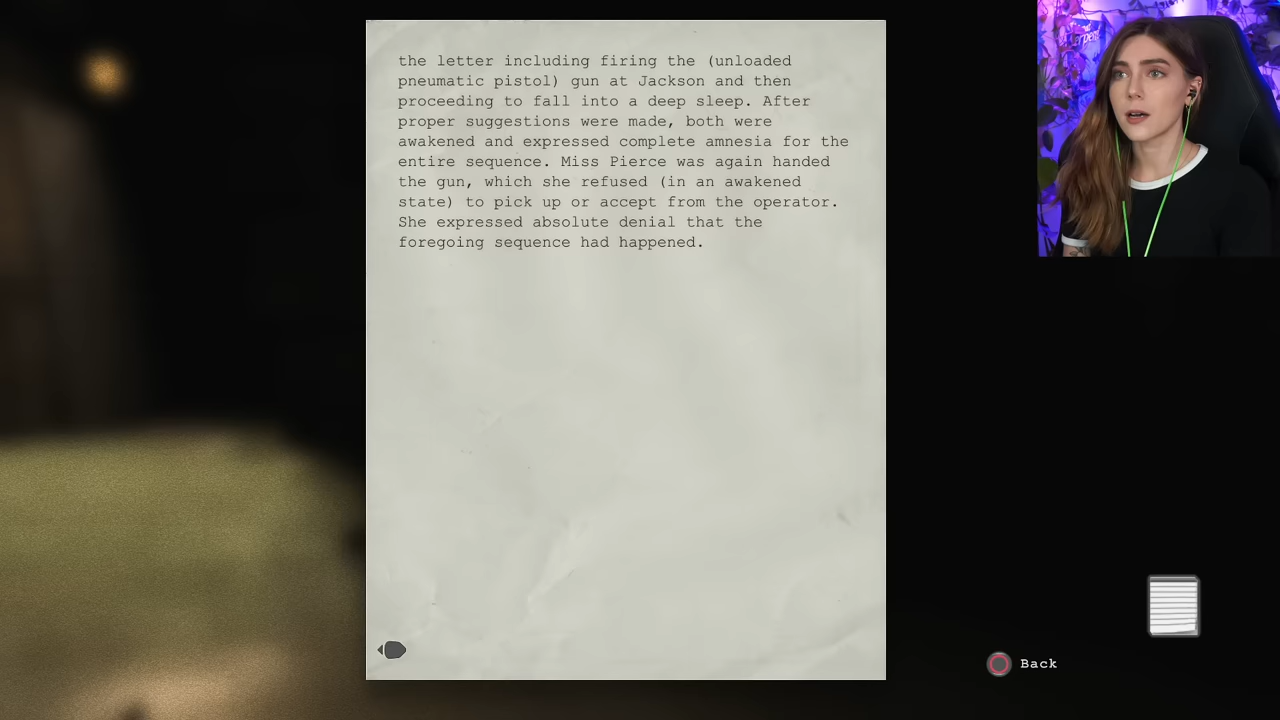 the letter including firing the (unloaded
pneumatic pistol) gun at Jackson and then
proceeding to fall into a deep sleep. After
proper suggestions were made, both were
awakened and expressed complete amnesia for the
entire sequence. Miss Pierce was again handed
the gun, which she refused (in an awakened
state) to pick up or accept from the operator.
She expressed absolute denial that the
foregoing sequence had happened.
Back